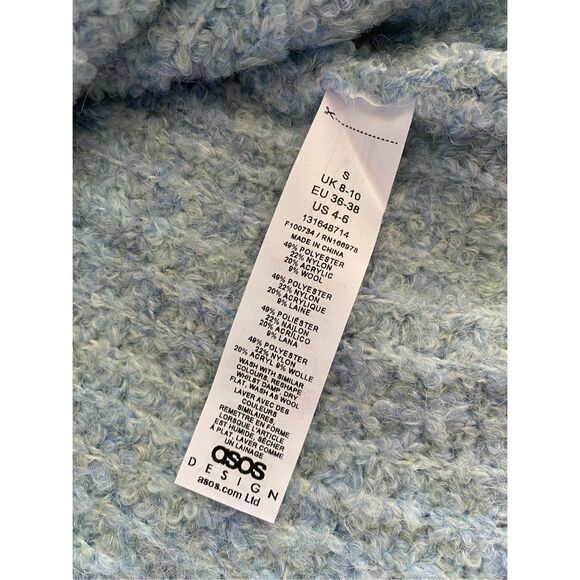 S
UK 8-10
EU 36-38
US 4-6
131648714
F100734 / RN166978
MADE IN CHINA
49% POLYESTER
22% NYLON
20% ACRYLIC
9% WOOL
49% POLYESTER
22% NYLON
20% ACRYLIQUE
9% LAINE
49% POLIÉSTER
22% NAILON
20% ACRÍLICO
9% LANA
49% POLYESTER
22% NYLON
20% ACRYL 9% WOLLE
WASH WITH SIMILAR
COLOURS, RESHAPE
WHILST DAMP, DRY
FLAT, WASH AS WOOL
LAVER AVEC DES
COULEURS
SIMILAIRES,
REMETTRE EN FORME
LORSQUE L'ARTICLE
EST HUMIDE, SÉCHER
À PLAT, LAVER COMME
UN LAINAGE
asos
DESIGN
asos.com Ltd